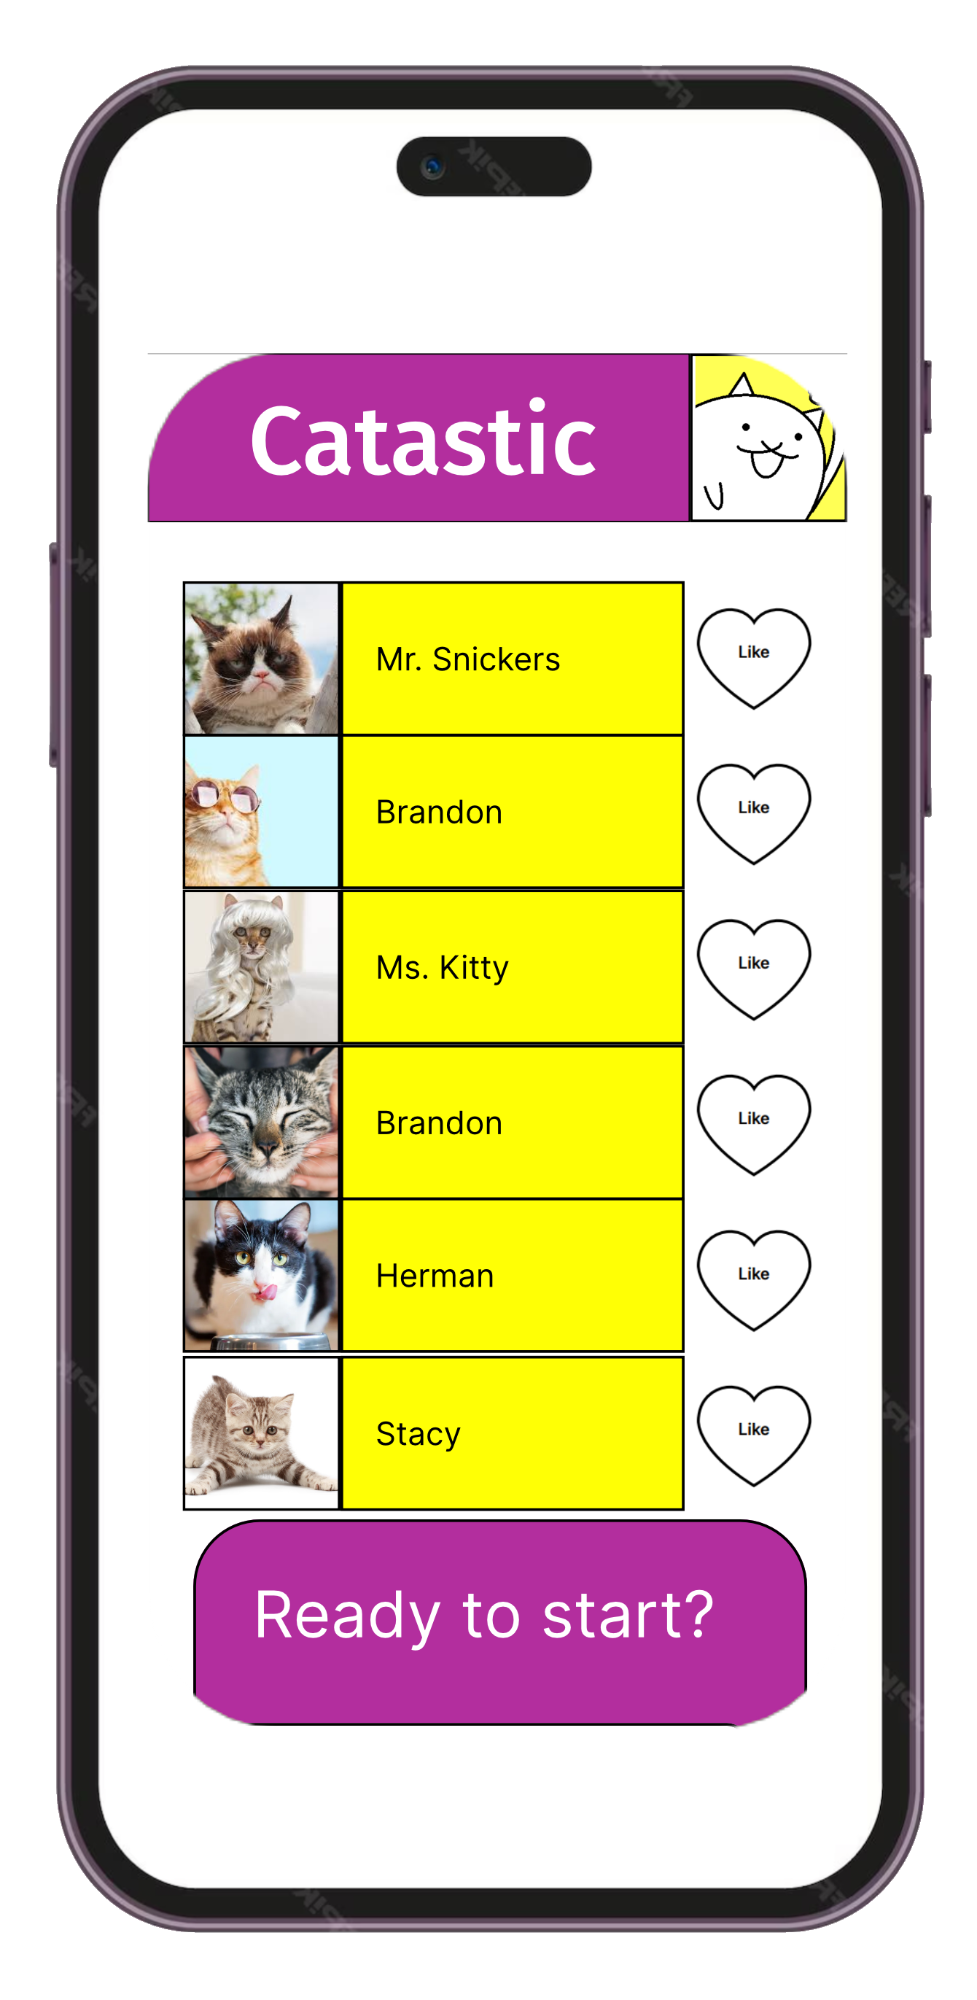 Catastic
Mr. Snickers
Like
Brandon
Like
Ms. Kitty
Like
Brandon
Like
Herman
Like
Stacy
Like
Ready to start?